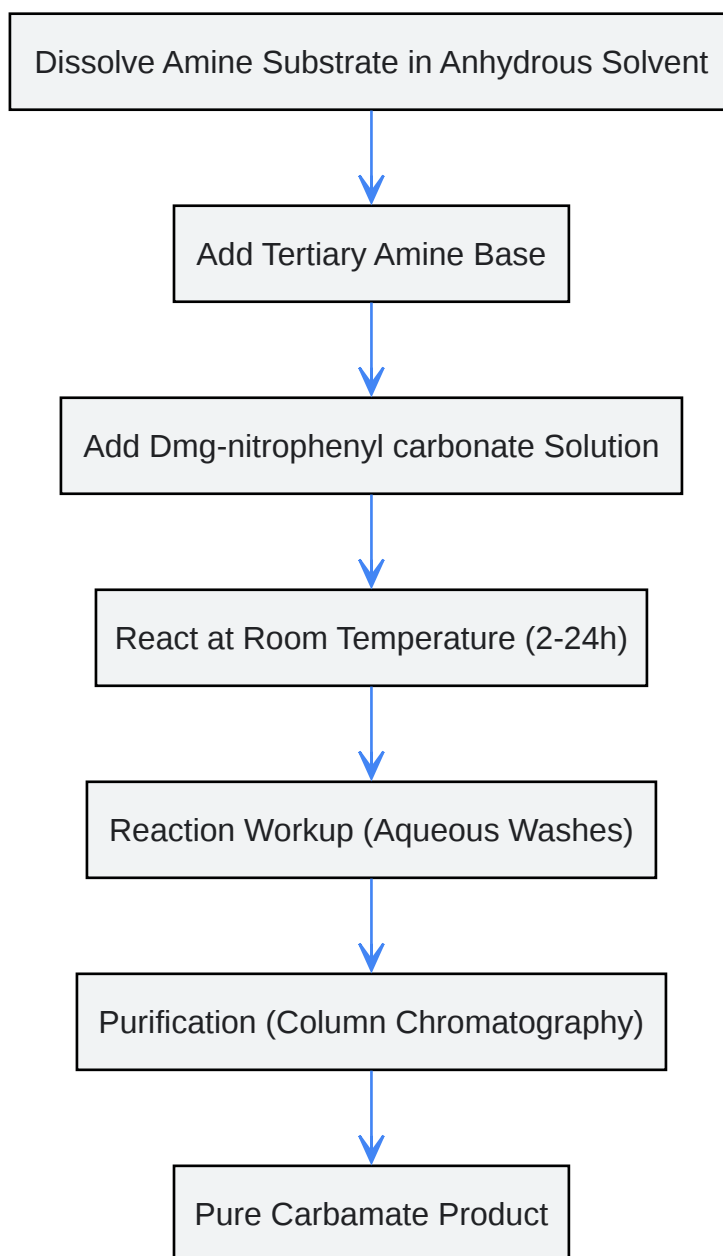 Dissolve Amine Substrate in Anhydrous Solvent
Add Tertiary Amine Base
Add Dmg-nitrophenyl carbonate Solution
React at Room Temperature (2-24h)
Reaction Workup (Aqueous Washes)
Purification (Column Chromatography)
Pure Carbamate Product